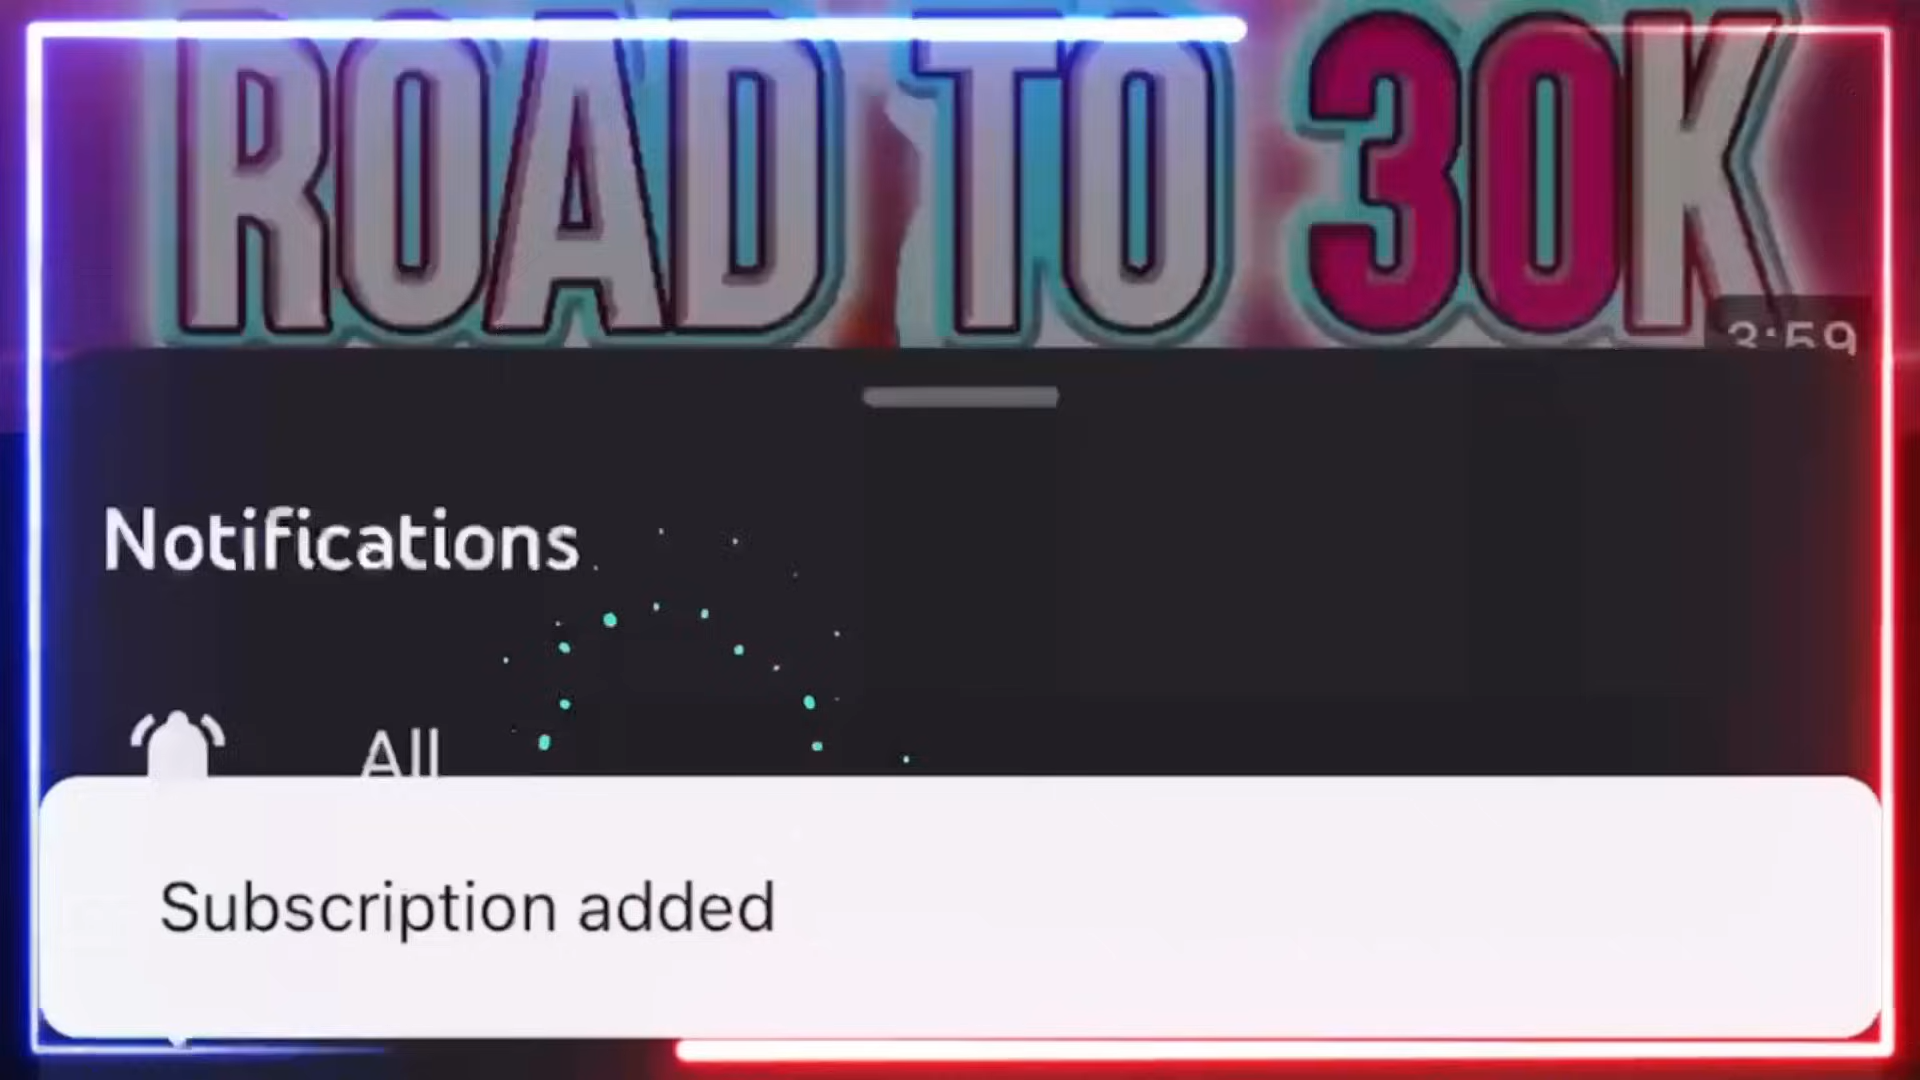 ROAD TO 30K
3:59
Notifications
All
Subscription added